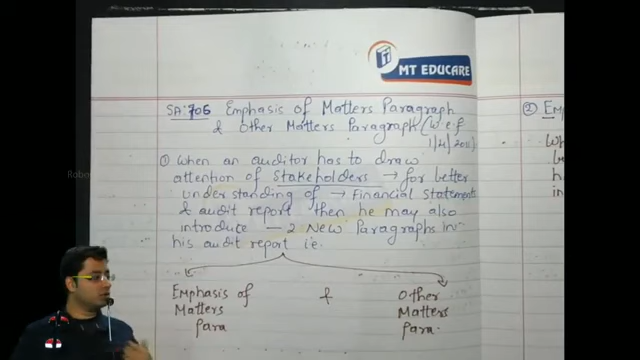 MT EDUCARE
SA:706 Emphasis of Matters Paragraph
& Other Matters Paragraph (w.e.f
1/4/2011)
① When an auditor has to draw
attention of Stakeholders → for better
understanding of → Financial Statements
& audit report then he may also
introduce — 2 New Paragraphs in
his audit report i.e.
Emphasis of
Matters
Para
&
Other
Matters
Para.
②